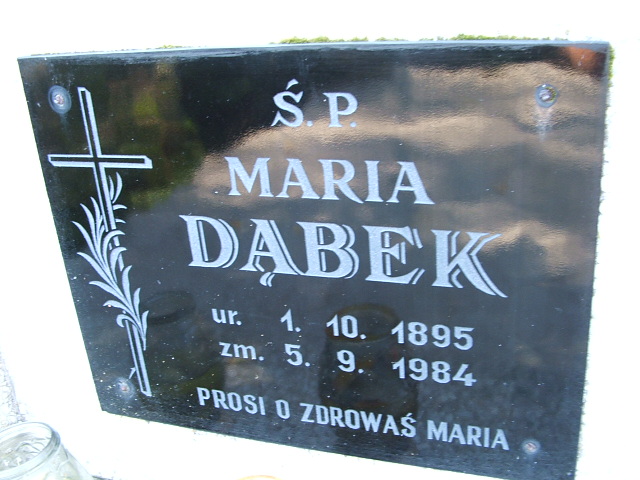 Ś. P.
MARIA
DĄBEK
ur. 1. 10. 1895
zm. 5. 9. 1984
PROSI O ZDROWAŚ MARIA